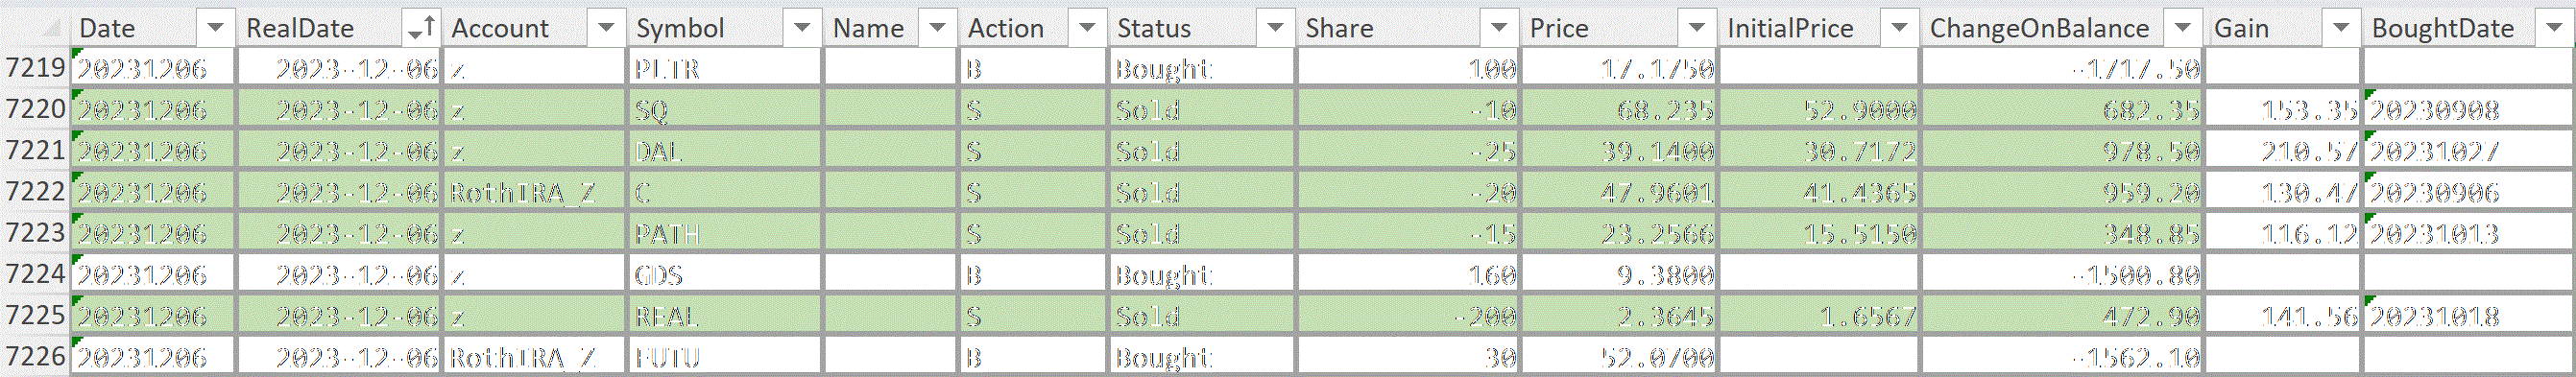 Date RealDate Account Symbol Name Action Status Share Price InitialPrice ChangeOnBalance Gain BoughtDate
7219 20231206 2023-12-06 z PLTR B Bought 100 17.1750 -1717.50
7220 20231206 2023-12-06 z SQ S Sold -10 68.235 52.9000 682.35 153.35 20230908
7221 20231206 2023-12-06 z DAL S Sold -25 39.1400 30.7172 978.50 210.57 20231027
7222 20231206 2023-12-06 RothIRA_Z C S Sold -20 47.9601 41.4365 959.20 130.47 20230906
7223 20231206 2023-12-06 z PATH S Sold -15 23.2566 15.5150 348.85 116.12 20231013
7224 20231206 2023-12-06 z GDS B Bought 160 9.3800 -1500.80
7225 20231206 2023-12-06 z REAL S Sold -200 2.3645 1.6567 472.90 141.56 20231018
7226 20231206 2023-12-06 RothIRA_Z FUTU B Bought 30 52.0700 -1562.10